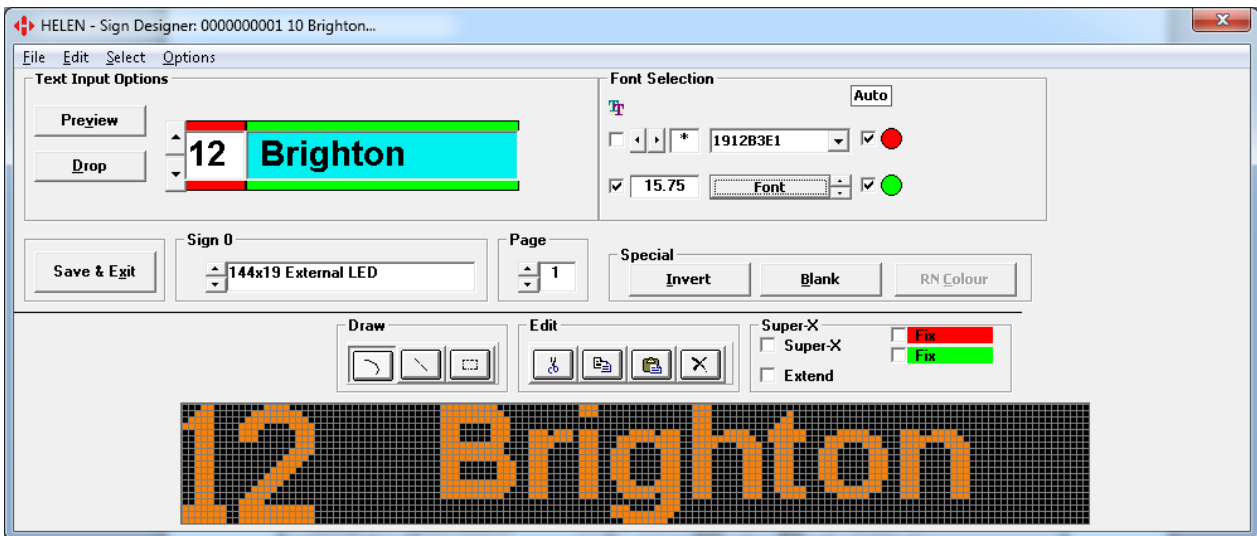 HELEN - Sign Designer: 0000000001 10 Brighton...
File Edit Select Options
Text Input Options
Preview
Drop
12 Brighton
Font Selection
Auto
* 1912B3E1
15.75 Font
Save & Exit
Sign 0
144x19 External LED
Page
1
Special
Invert Blank RN Colour
Draw
Edit
Super-X
Super-X
Extend
Fix
Fix
12 Brighton